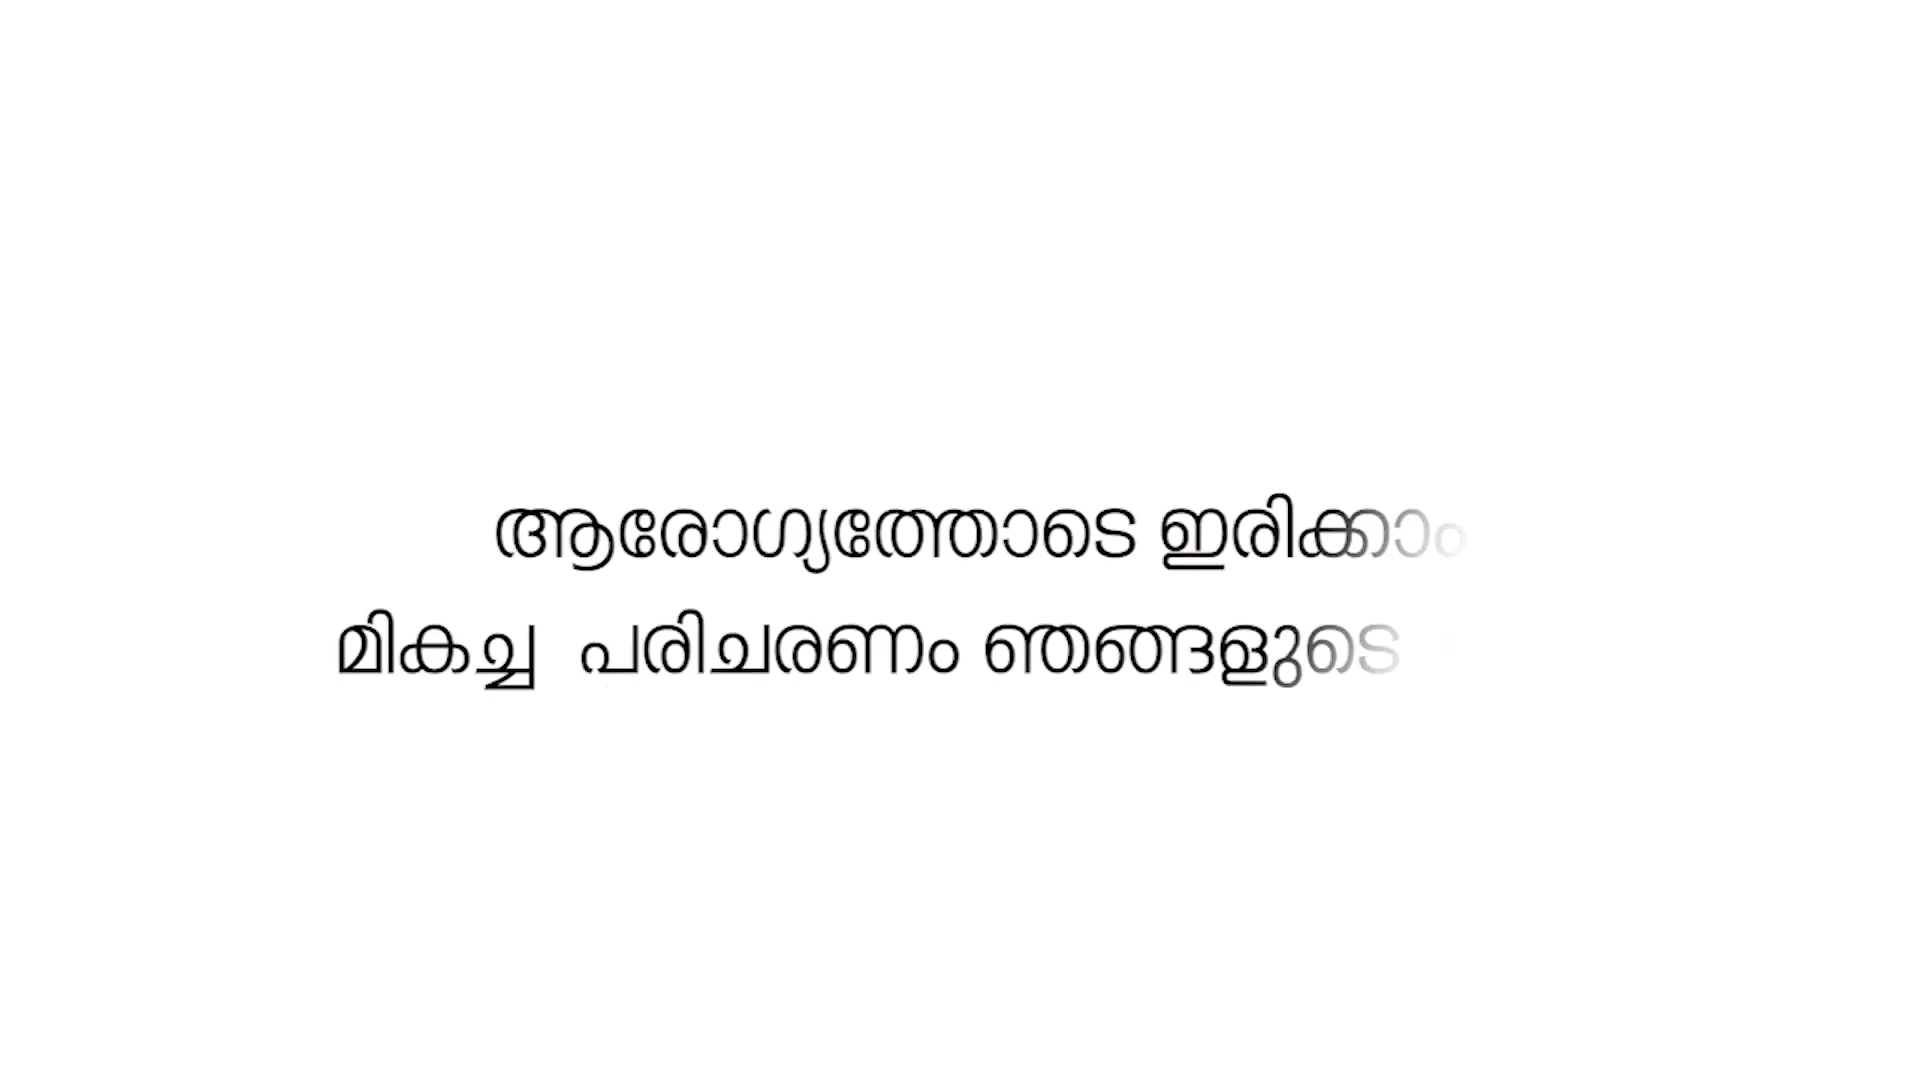 ആരോഗ്യത്തോടെ ഇരിക്കാം
മികച്ച പരിചരണം ഞങ്ങളുടെ